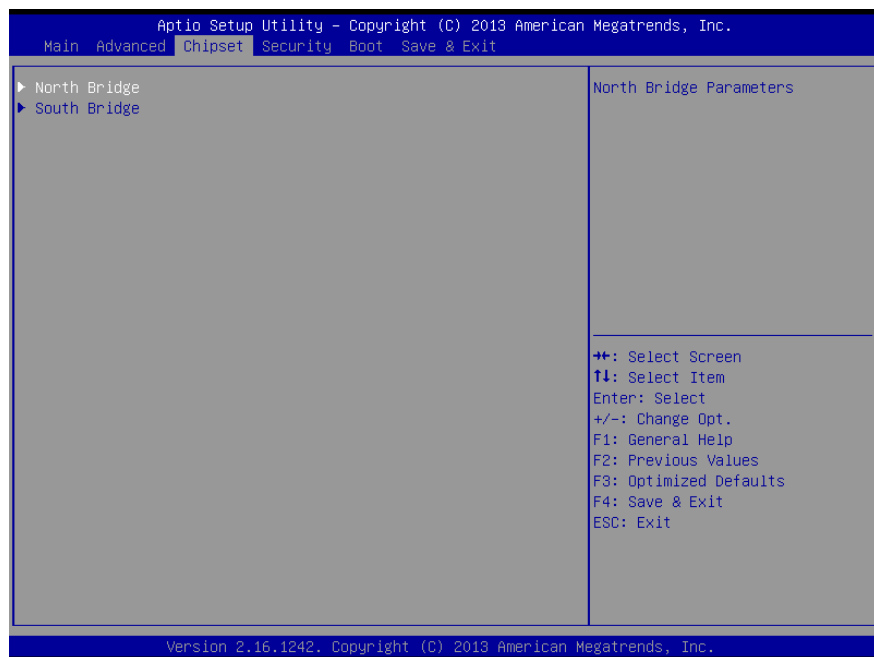 Aptio Setup Utility – Copyright (C) 2013 American Megatrends, Inc.
Main Advanced Chipset Security Boot Save & Exit
► North Bridge
► South Bridge
North Bridge Parameters
→←: Select Screen
↑↓: Select Item
Enter: Select
+/-: Change Opt.
F1: General Help
F2: Previous Values
F3: Optimized Defaults
F4: Save & Exit
ESC: Exit
Version 2.16.1242. Copyright (C) 2013 American Megatrends, Inc.